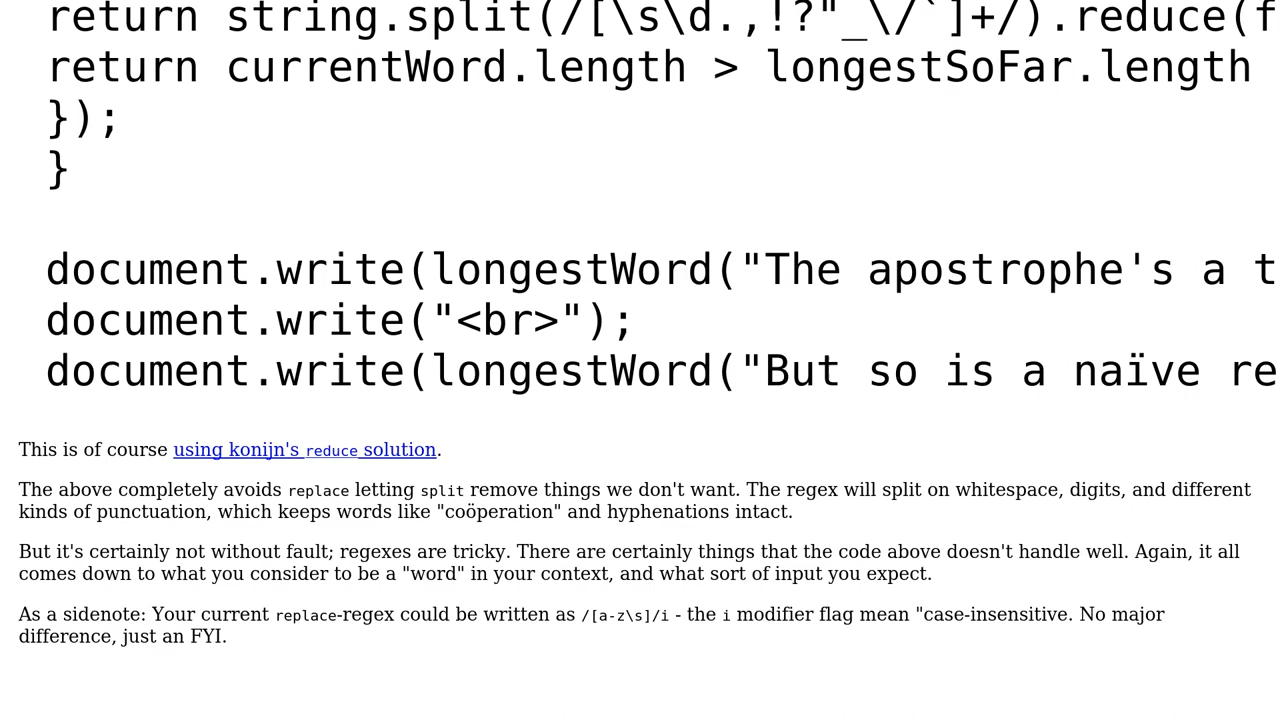 return string.split(/[\s\d.,!?"_\/`]+/).reduce(f
return currentWord.length > longestSoFar.length
});
}
document.write(longestWord("The apostrophe's a t
document.write("<br>");
document.write(longestWord("But so is a naïve re
This is of course using konijn's reduce solution.
The above completely avoids replace letting split remove things we don't want. The regex will split on whitespace, digits, and different
kinds of punctuation, which keeps words like "coöperation" and hyphenations intact.
But it's certainly not without fault; regexes are tricky. There are certainly things that the code above doesn't handle well. Again, it all
comes down to what you consider to be a "word" in your context, and what sort of input you expect.
As a sidenote: Your current replace-regex could be written as /[a-z\s]/i - the i modifier flag mean "case-insensitive. No major
difference, just an FYI.